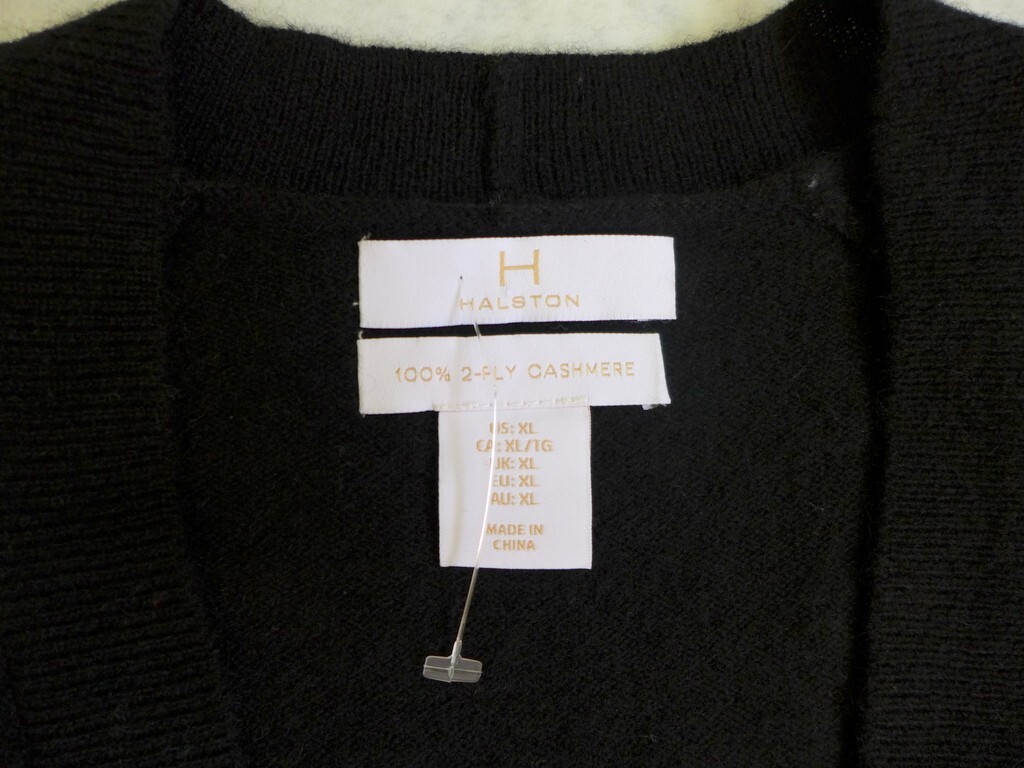 H
HALSTON
100% 2-PLY CASHMERE
US: XL
CA: XL/TG
UK: XL
EU: XL
AU: XL
MADE IN
CHINA